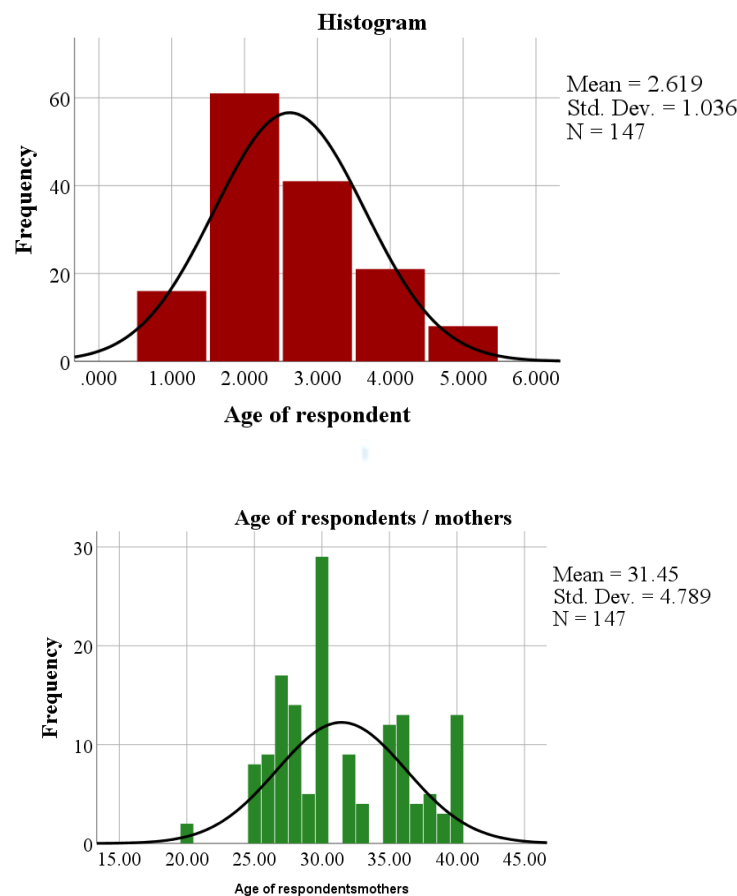 Histogram
Mean = 2.619
Std. Dev. = 1.036
N = 147
Frequency
60
40
20
0
.000 1.000 2.000 3.000 4.000 5.000 6.000
Age of respondent
Age of respondents / mothers
Mean = 31.45
Std. Dev. = 4.789
N = 147
Frequency
30
20
10
0
15.00 20.00 25.00 30.00 35.00 40.00 45.00
Age of respondentsmothers